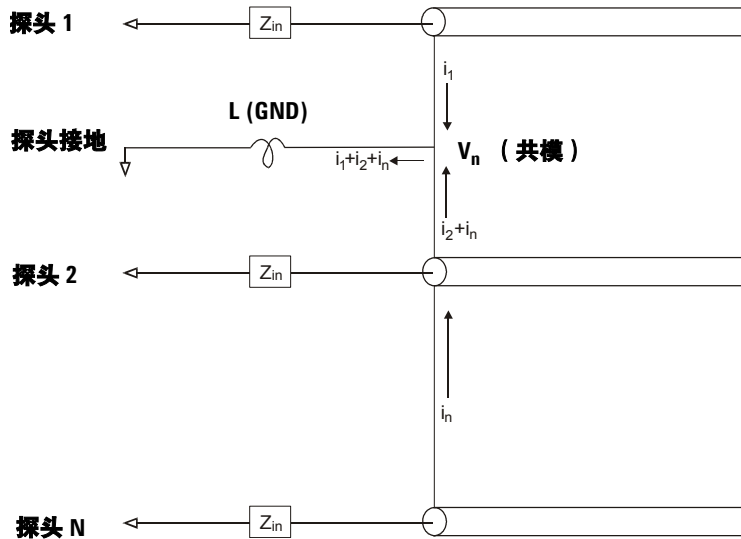 探头 1
Zin
i1
L (GND)
探头接地
i1+i2+in
Vn （共模）
i2+in
探头 2
Zin
in
探头 N
Zin